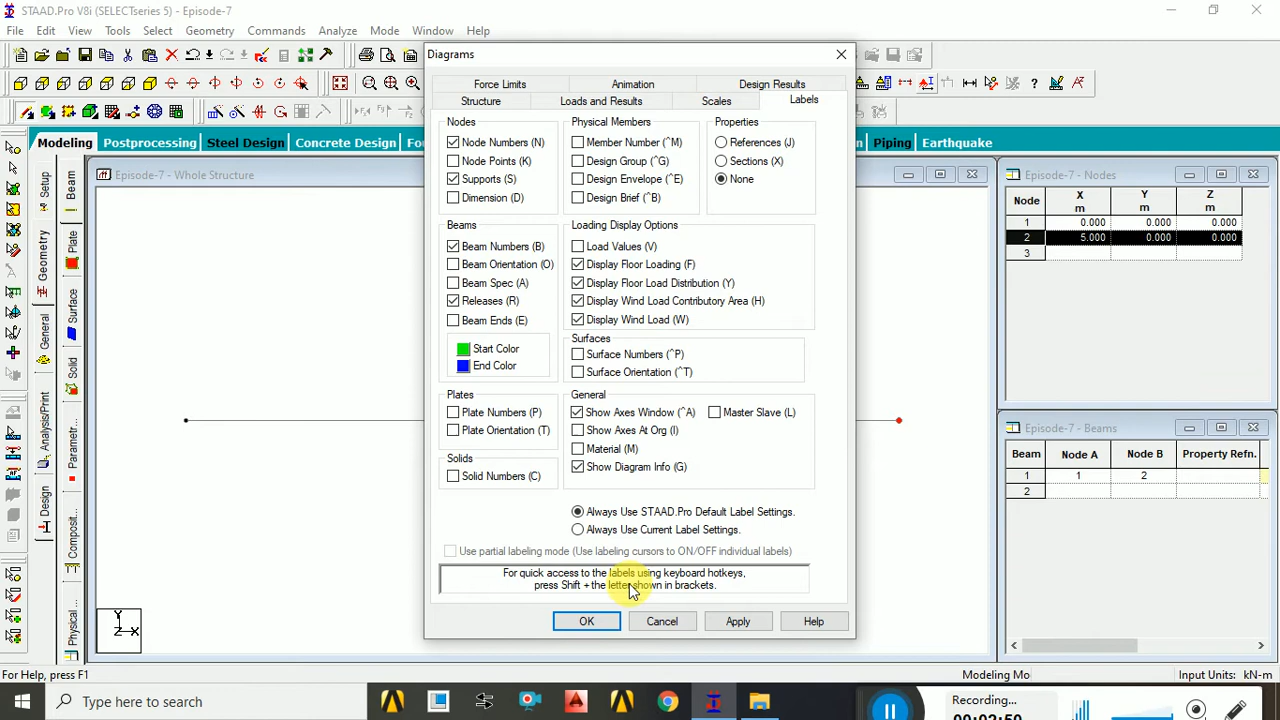 STAAD.Pro V8i (SELECTseries 5) - Episode-7
File Edit View Tools Select Geometry Commands Analyze Mode Window Help
Diagrams
Force Limits Animation Design Results
Structure Loads and Results Scales Labels
Modeling Postprocessing Steel Design Concrete Design Piping Earthquake
Episode-7 - Whole Structure
Setup
Geometry
General
Analysis/Print
Design
Beam
Plate
Surface
Solid
Parametr...
Composit...
Physical
Nodes
Node Numbers (N)
Node Points (K)
Supports (S)
Dimension (D)
Physical Members
Member Number (^M)
Design Group (^G)
Design Envelope (^E)
Design Brief (^B)
Properties
References (J)
Sections (X)
None
Beams
Beam Numbers (B)
Beam Orientation (O)
Beam Spec (A)
Releases (R)
Beam Ends (E)
Start Color
End Color
Loading Display Options
Load Values (V)
Display Floor Loading (F)
Display Floor Load Distribution (Y)
Display Wind Load Contributory Area (H)
Display Wind Load (W)
Surfaces
Surface Numbers (^P)
Surface Orientation (^T)
Plates
Plate Numbers (P)
Plate Orientation (T)
Solids
Solid Numbers (C)
General
Show Axes Window (^A) Master Slave (L)
Show Axes At Org (I)
Material (M)
Show Diagram Info (G)
Always Use STAAD.Pro Default Label Settings.
Always Use Current Label Settings.
Use partial labeling mode (Use labeling cursors to ON/OFF individual labels)
For quick access to the labels using keyboard hotkeys,
press Shift + the letter shown in brackets.
OK Cancel Apply Help
Episode-7 - Nodes
Node X m Y m Z m
1 0.000 0.000 0.000
2 5.000 0.000 0.000
3
Episode-7 - Beams
Beam Node A Node B Property Refn.
1 1 2
2
Y
Z X
For Help, press F1
Modeling Mo
Input Units: kN-m
Type here to search
Recording...